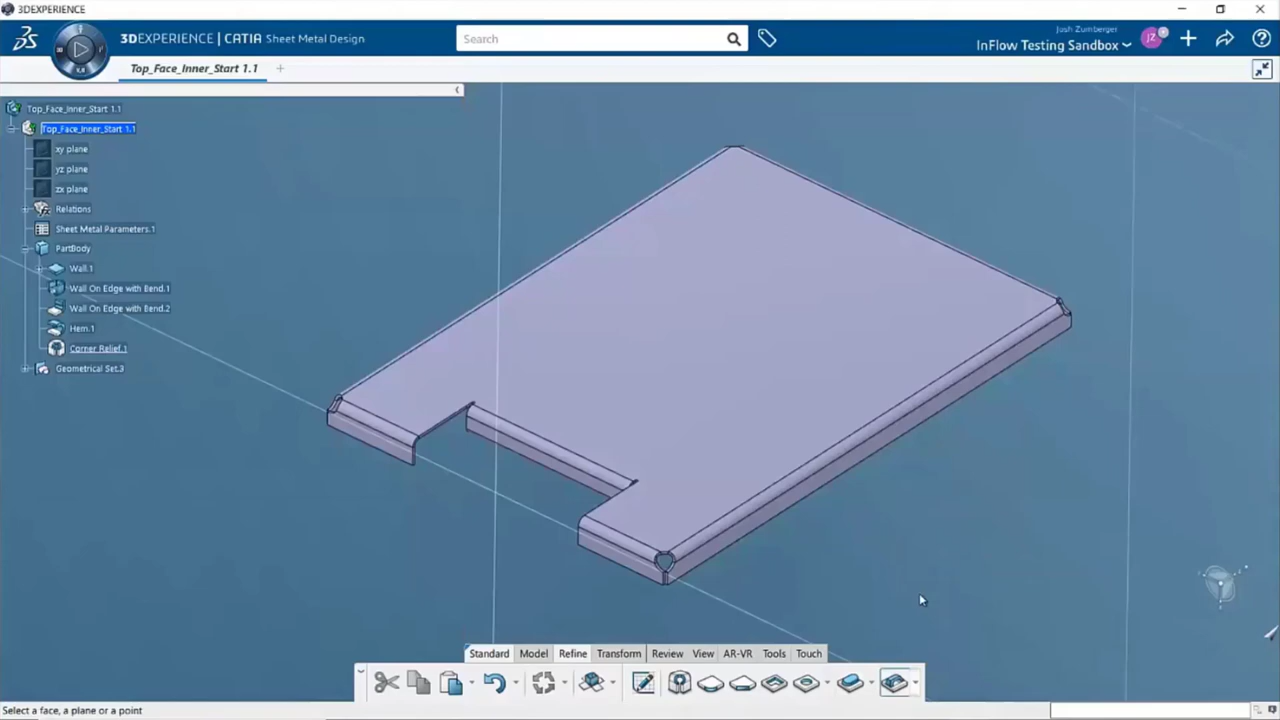 3DEXPERIENCE
3DEXPERIENCE | CATIA Sheet Metal Design
Search
Josh Zumberger
InFlow Testing Sandbox
JZ
Top_Face_Inner_Start 1.1
Top_Face_Inner_Start 1.1
Top_Face_Inner_Start 1.1
xy plane
yz plane
zx plane
Relations
Sheet Metal Parameters.1
PartBody
Wall.1
Wall On Edge with Bend.1
Wall On Edge with Bend.2
Hem.1
Corner Relief.1
Geometrical Set.3
Standard Model Refine Transform Review View AR-VR Tools Touch
Select a face, a plane or a point